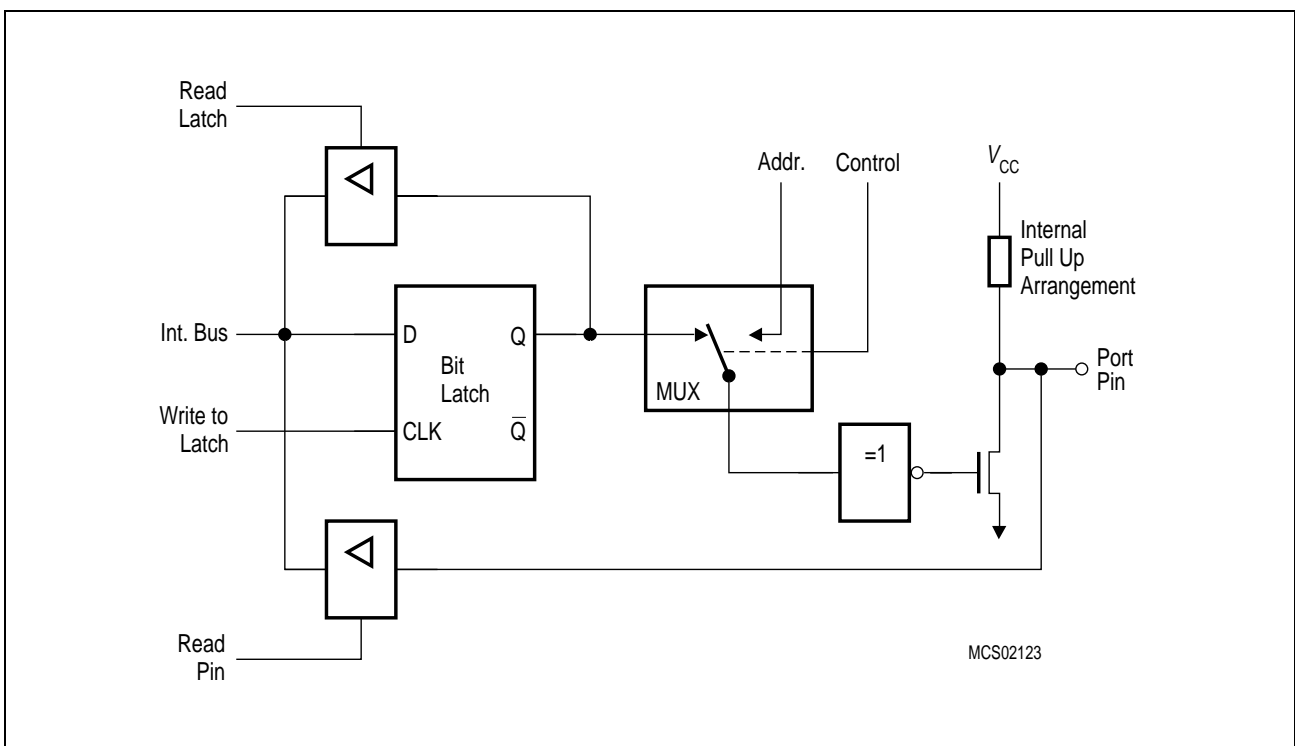 Read
Latch
Addr.
Control
VCC
Internal
Pull Up
Arrangement
Int. Bus
D
Q
Bit
Latch
MUX
Port
Pin
Write to
Latch
CLK
Q̅
=1
Read
Pin
MCS02123